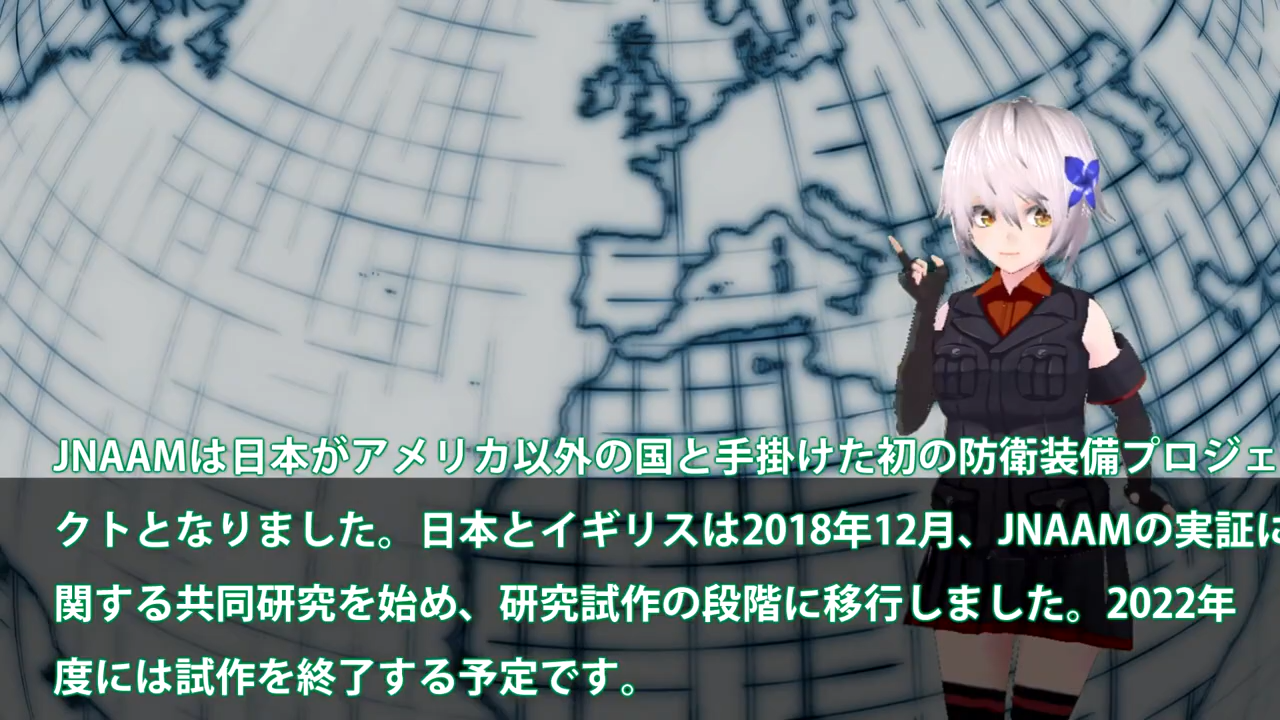 JNAAMは日本がアメリカ以外の国と手掛けた初の防衛装備プロジェ
クトとなりました。日本とイギリスは2018年12月、JNAAMの実証に
関する共同研究を始め、研究試作の段階に移行しました。2022年
度には試作を終了する予定です。